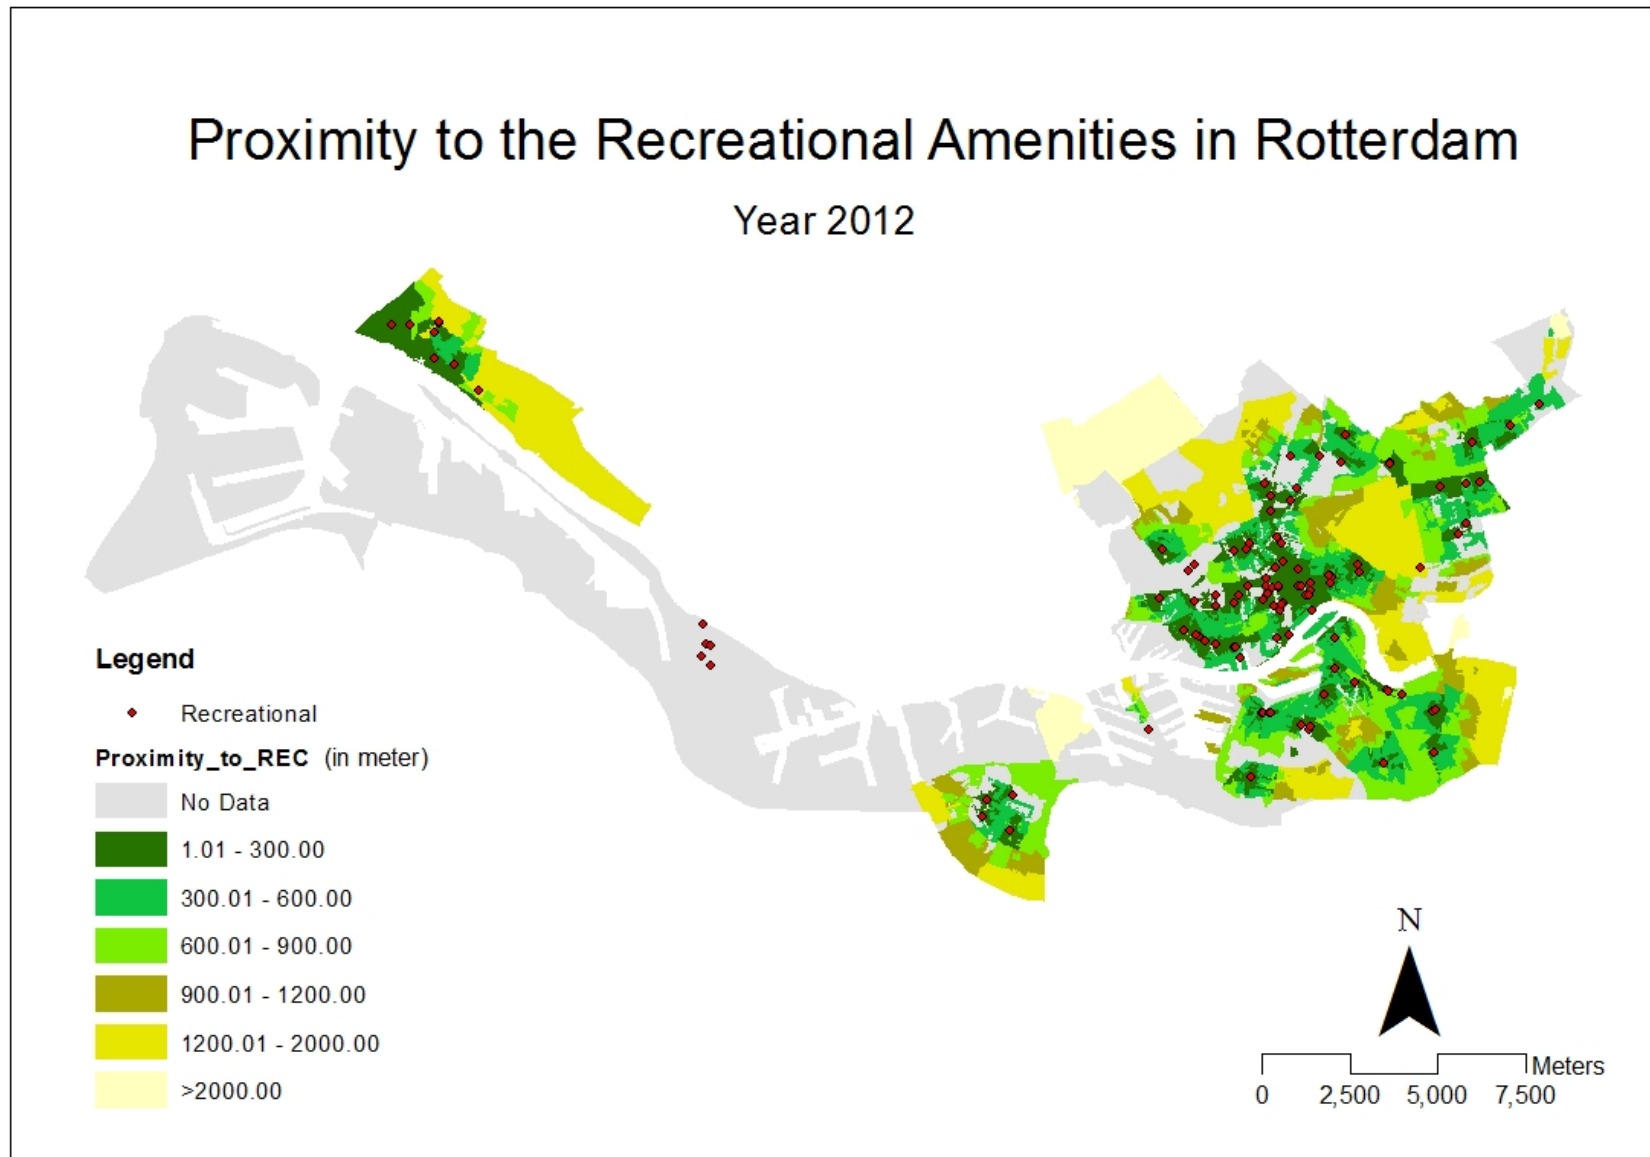 Proximity to the Recreational Amenities in Rotterdam
Year 2012
Legend
Recreational
Proximity_to_REC (in meter)
No Data
1.01 - 300.00
300.01 - 600.00
600.01 - 900.00
900.01 - 1200.00
1200.01 - 2000.00
>2000.00
N
Meters
0 2,500 5,000 7,500